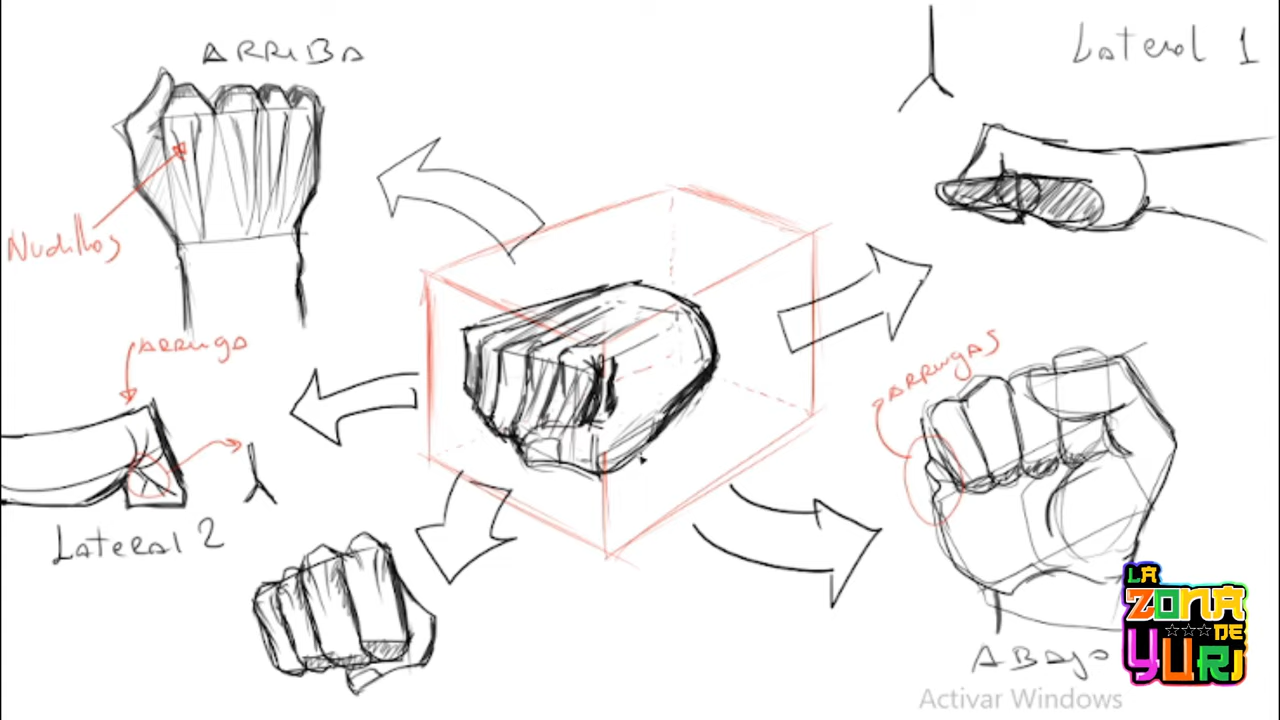 ARRIBA
Lateral 1
Nudillos
ARRUGA
ARRUGAS
Lateral 2
ABAJO
LA
ZONA
DE
YURI
Activar Windows